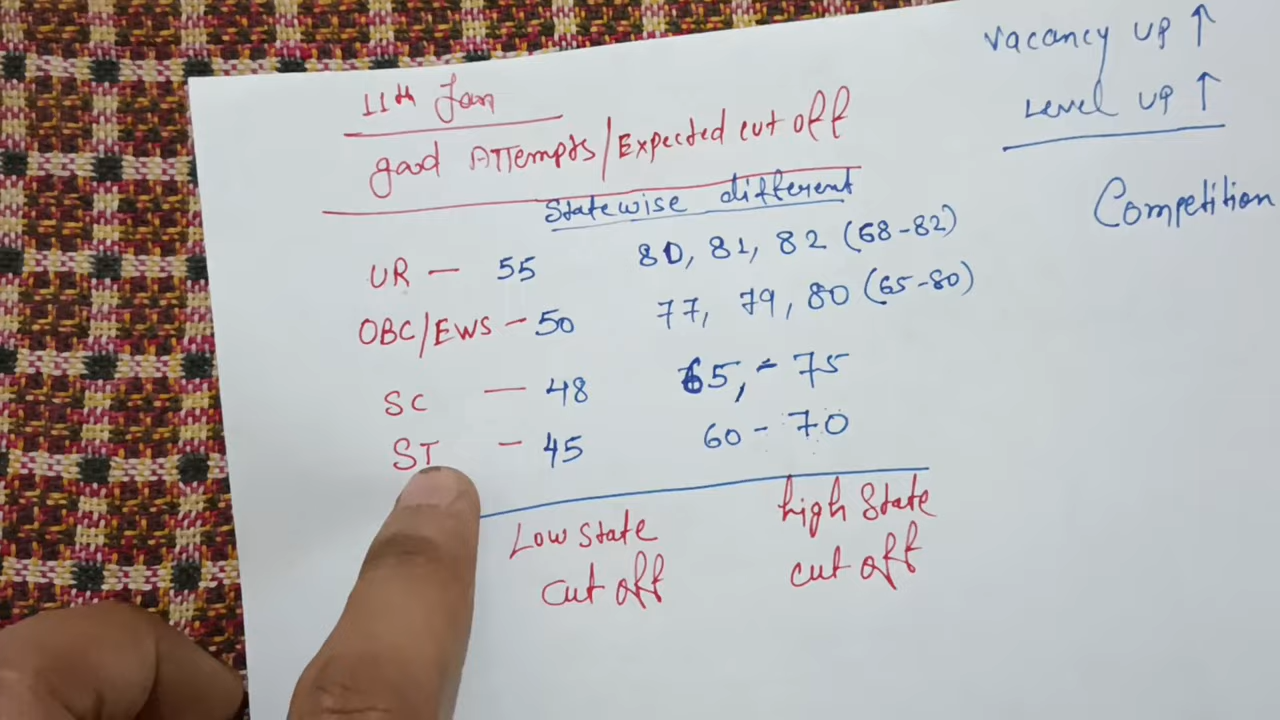 11th Jan
good Attempts/Expected cut off
Statewise different
UR — 55 80, 81, 82 (68-82)
OBC/EWS - 50 77, 79, 80 (65-80)
SC — 48 65, - 75
ST - 45 60 - 70
Low state cut off
high State cut off
Vacancy up ↑
Level up ↑
Competition